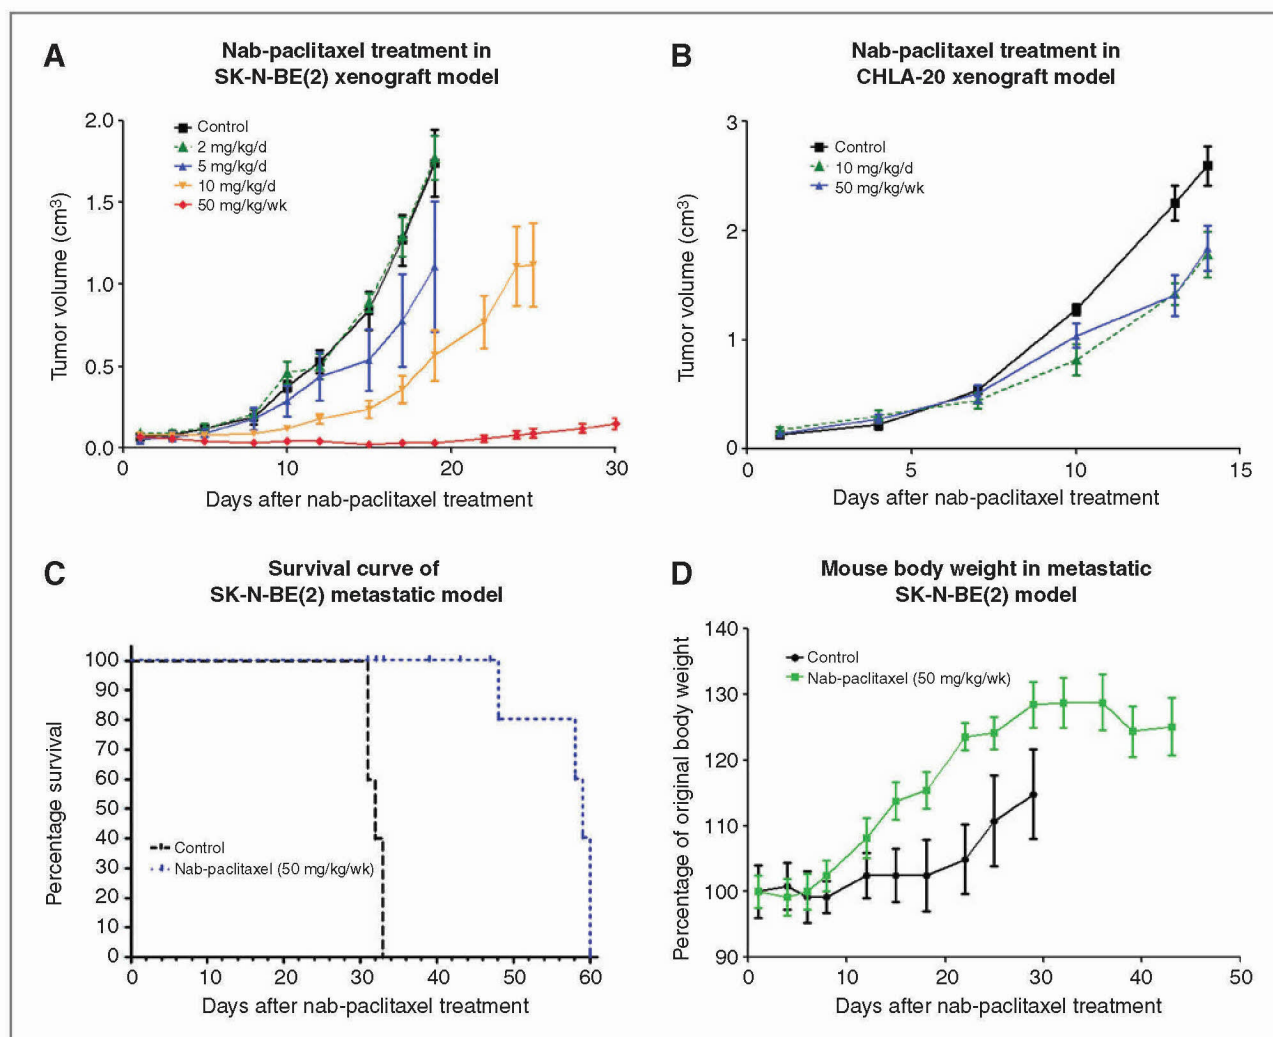 A
Nab-paclitaxel treatment in
SK-N-BE(2) xenograft model
2.0
1.5
1.0
0.5
0.0
Tumor volume (cm³)
Control
2 mg/kg/d
5 mg/kg/d
10 mg/kg/d
50 mg/kg/wk
0
10
20
30
Days after nab-paclitaxel treatment
B
Nab-paclitaxel treatment in
CHLA-20 xenograft model
3
2
1
0
Tumor volume (cm³)
Control
10 mg/kg/d
50 mg/kg/wk
0
5
10
15
Days after nab-paclitaxel treatment
C
Survival curve of
SK-N-BE(2) metastatic model
100
90
80
70
60
50
40
30
20
10
0
Percentage survival
Control
Nab-paclitaxel (50 mg/kg/wk)
0
10
20
30
40
50
60
Days after nab-paclitaxel treatment
D
Mouse body weight in metastatic
SK-N-BE(2) model
140
130
120
110
100
90
Percentage of original body weight
Control
Nab-paclitaxel (50 mg/kg/wk)
0
10
20
30
40
50
Days after nab-paclitaxel treatment